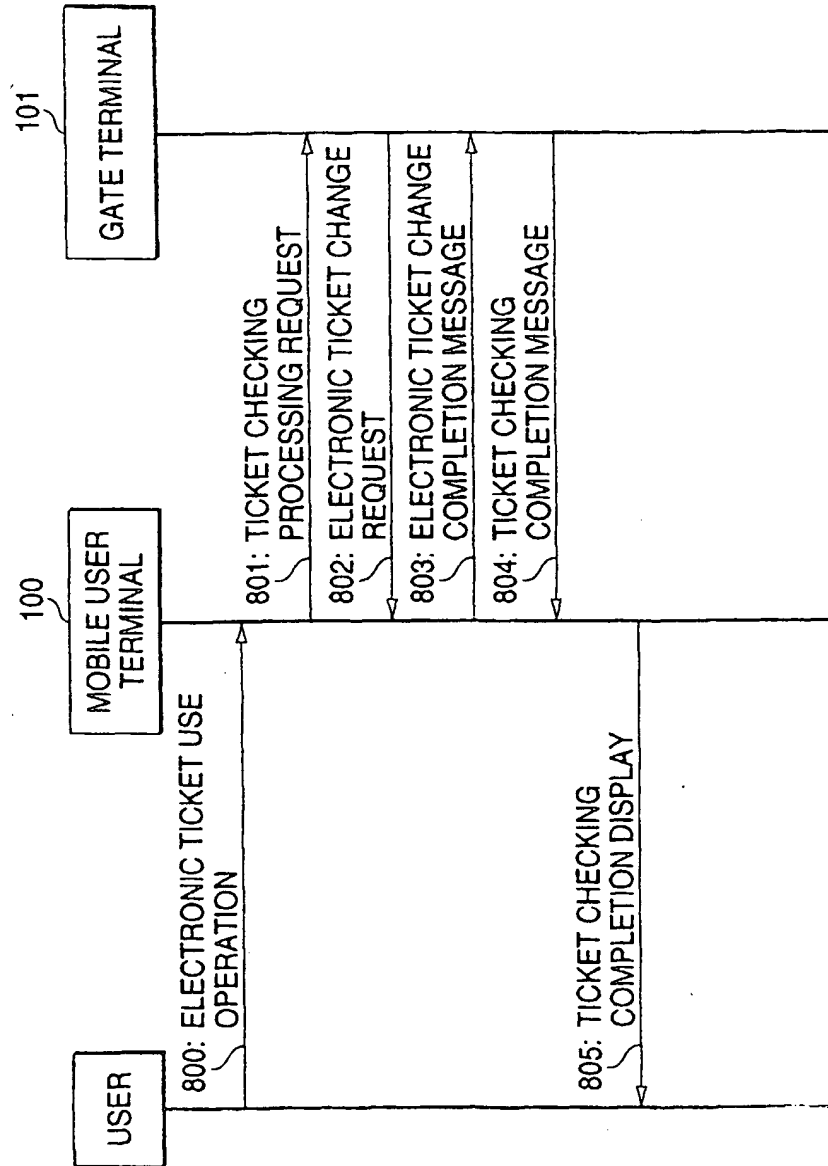 USER
100
MOBILE USER
TERMINAL
101
GATE TERMINAL
800: ELECTRONIC TICKET USE
OPERATION
801: TICKET CHECKING
PROCESSING REQUEST
802: ELECTRONIC TICKET CHANGE
REQUEST
803: ELECTRONIC TICKET CHANGE
COMPLETION MESSAGE
804: TICKET CHECKING
COMPLETION MESSAGE
805: TICKET CHECKING
COMPLETION DISPLAY